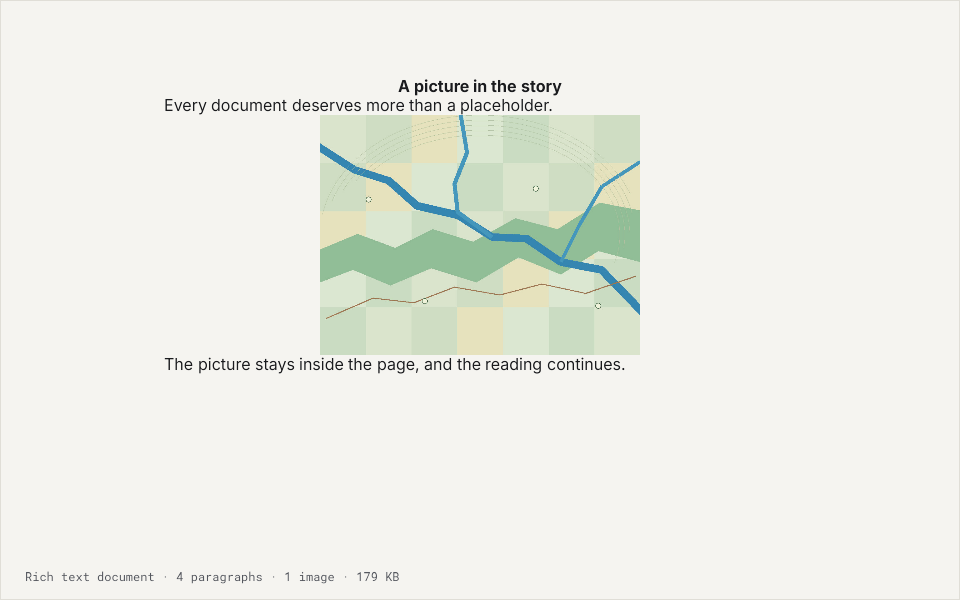 A picture in the story
Every document deserves more than a placeholder.
The picture stays inside the page, and the reading continues.
Rich text document · 4 paragraphs · 1 image · 179 KB